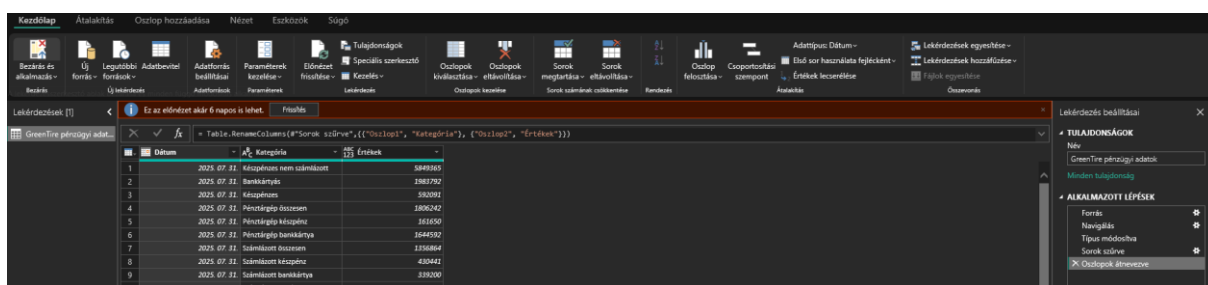 Kezdőlap Átalakítás Oszlop hozzáadása Nézet Eszközök Súgó
Bezárás és alkalmazás
Új forrás
Legutóbbi források
Adatbevitel
Adatforrás beállításai
Paraméterek kezelése
Előnézet frissítése
Tulajdonságok
Speciális szerkesztő
Kezelés
Oszlopok kiválasztása
Oszlopok eltávolítása
Sorok megtartása
Sorok eltávolítása
Oszlop felosztása
Csoportosítási szempont
Adattípus: Dátum
Első sor használata fejlécként
Értékek lecserélése
Lekérdezések egyesítése
Lekérdezések hozzáfűzése
Fájlok egyesítése
Bezárás Új lekérdezés Adatforrások Paraméterek Lekérdezés Oszlopok kezelése Sorok számának csökkentése Rendezés Átalakítás Összevonás
Lekérdezések [1]
GreenTire pénzügyi adat...
Ez az előnézet akár 6 napos is lehet. Frissítés
= Table.RenameColumns(#"Sorok szűrve",{{"Oszlop1", "Kategória"}, {"Oszlop2", "Értékek"}})
Dátum Kategória Értékek
1 2025. 07. 31. Készpénzes nem számlázott 5849365
2 2025. 07. 31. Bankkártyás 1983792
3 2025. 07. 31. Készpénzes 592091
4 2025. 07. 31. Pénztárgép összesen 1806242
5 2025. 07. 31. Pénztárgép készpénz 161650
6 2025. 07. 31. Pénztárgép bankkártya 1644592
7 2025. 07. 31. Számlázott összesen 1356864
8 2025. 07. 31. Számlázott készpénz 430441
9 2025. 07. 31. Számlázott bankkártya 339200
Lekérdezés beállításai
TULAJDONSÁGOK
Név
GreenTire pénzügyi adatok
Minden tulajdonság
ALKALMAZOTT LÉPÉSEK
Forrás
Navigálás
Típus módosítva
Sorok szűrve
Oszlopok átnevezve